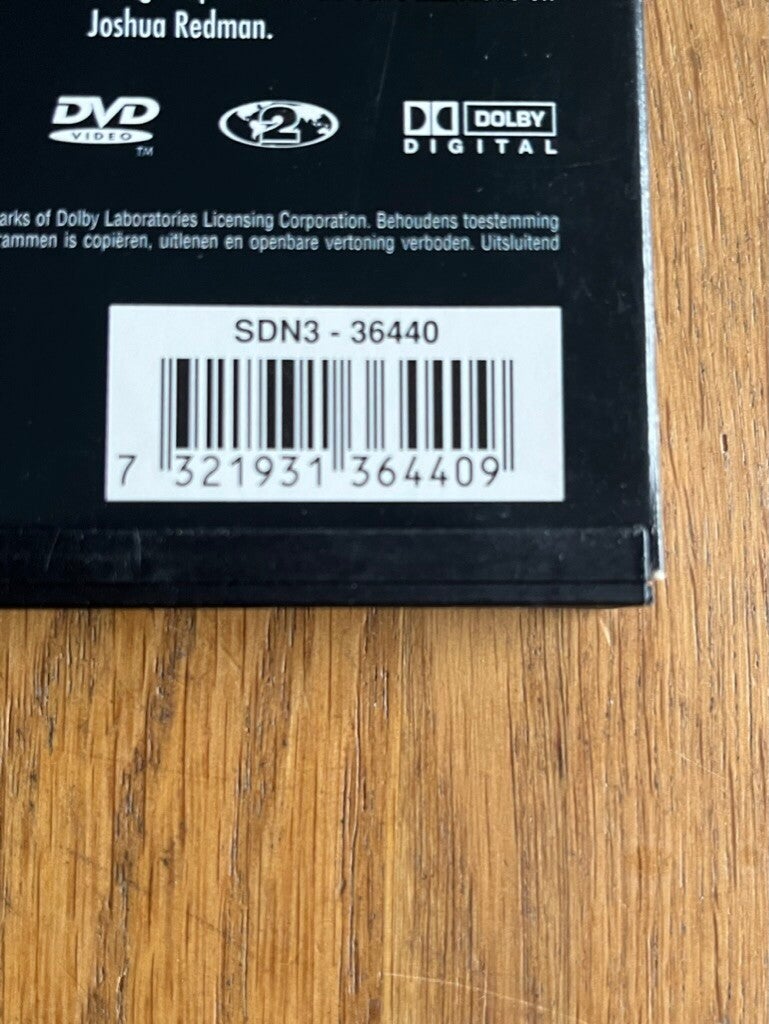 Joshua Redman.
DVD
VIDEO
TM
2
DOLBY
DIGITAL
arks of Dolby Laboratories Licensing Corporation. Behoudens toestemming
rammen is copiëren, uitlenen en openbare vertoning verboden. Uitsluitend
SDN3 - 36440
7 321931 364409